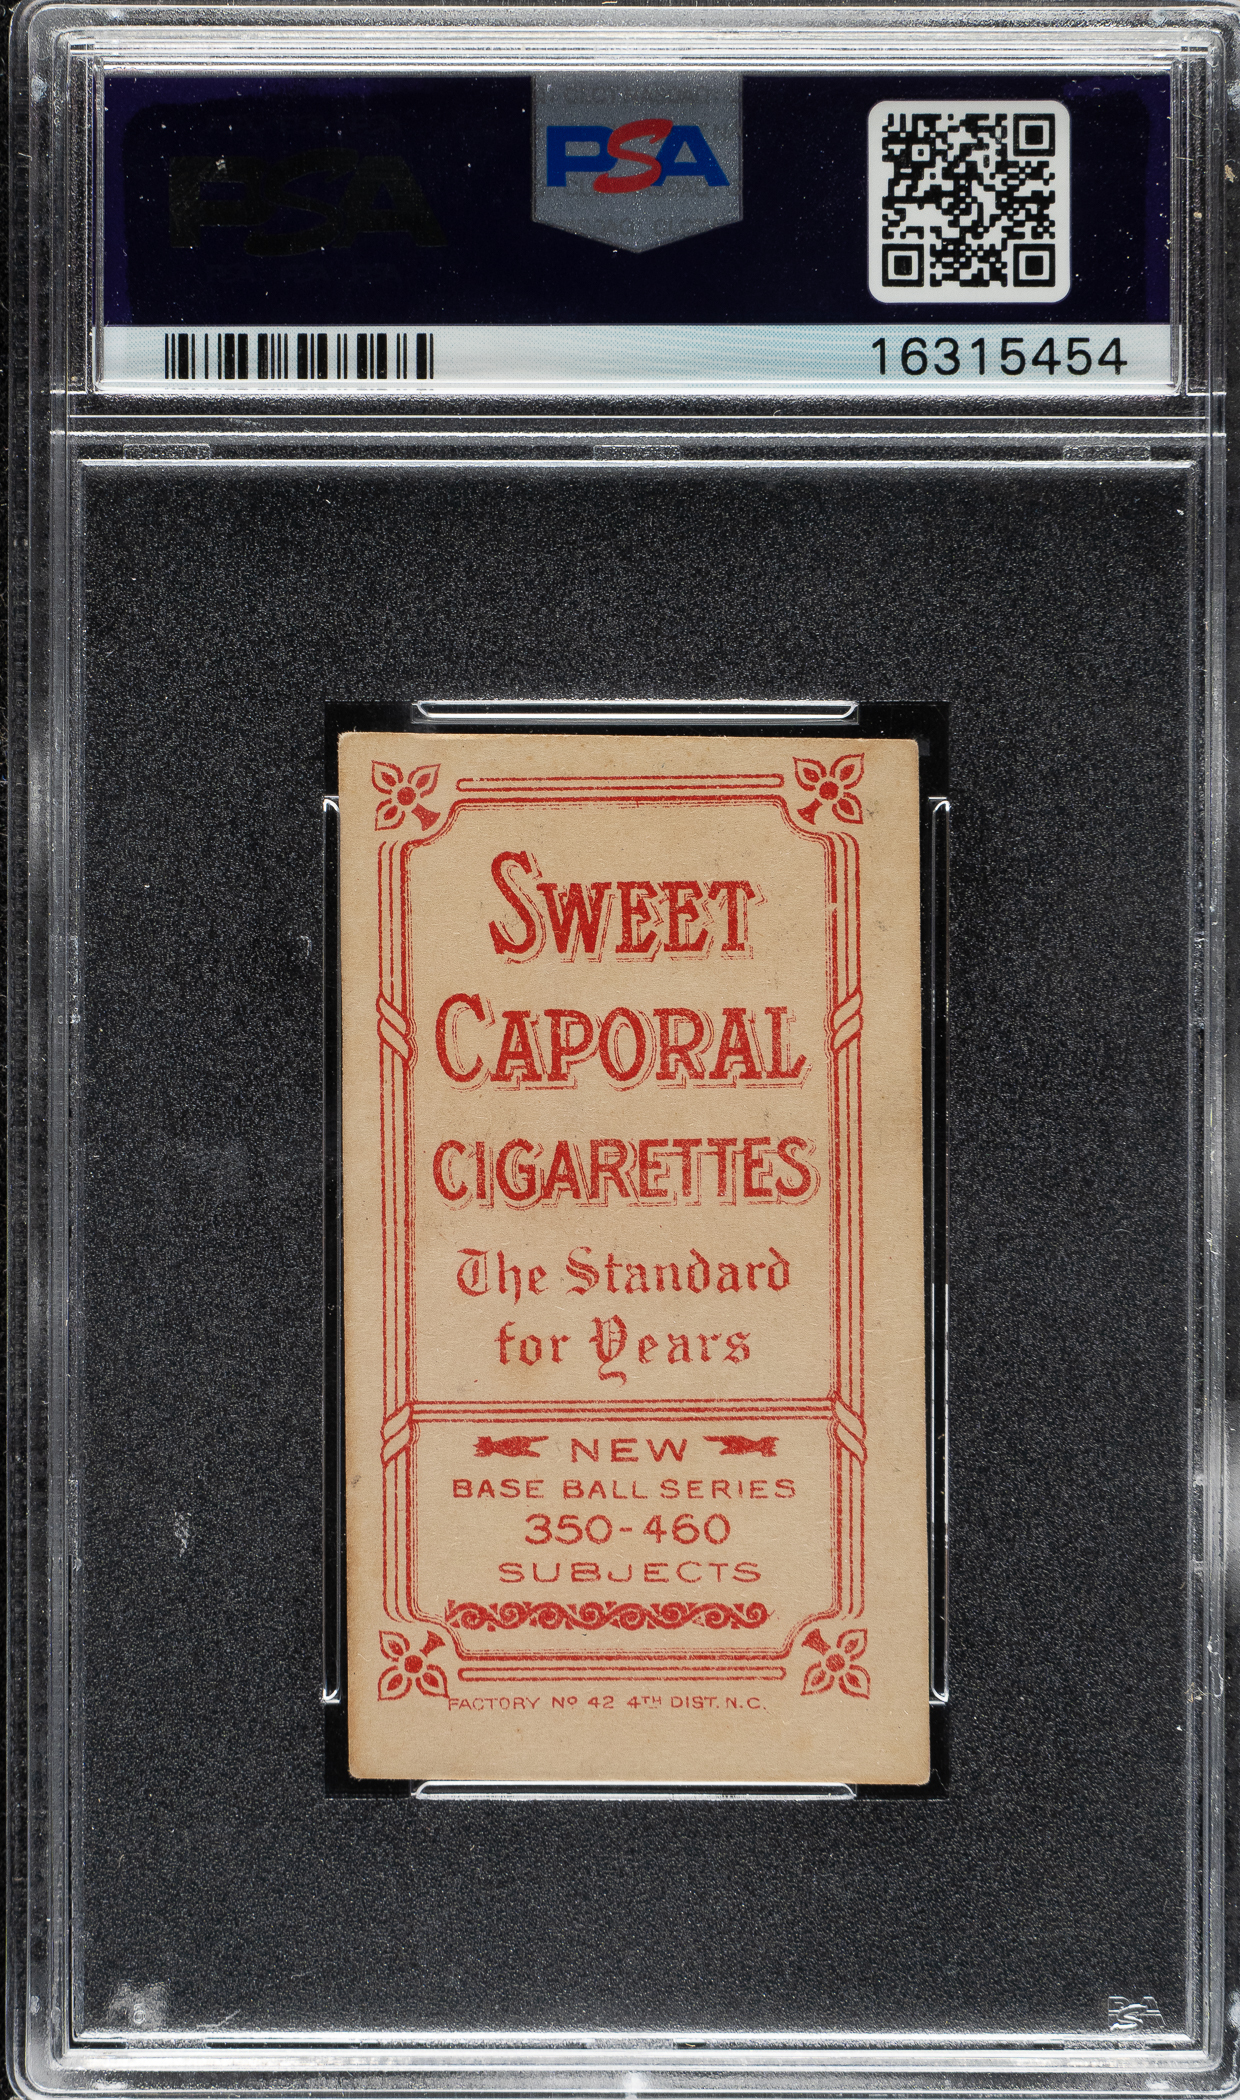 PSA
16315454
SWEET
CAPORAL
CIGARETTES
The Standard
for Years
NEW
BASE BALL SERIES
350-460
SUBJECTS
FACTORY No 42 4TH DIST. N.C.
PSA